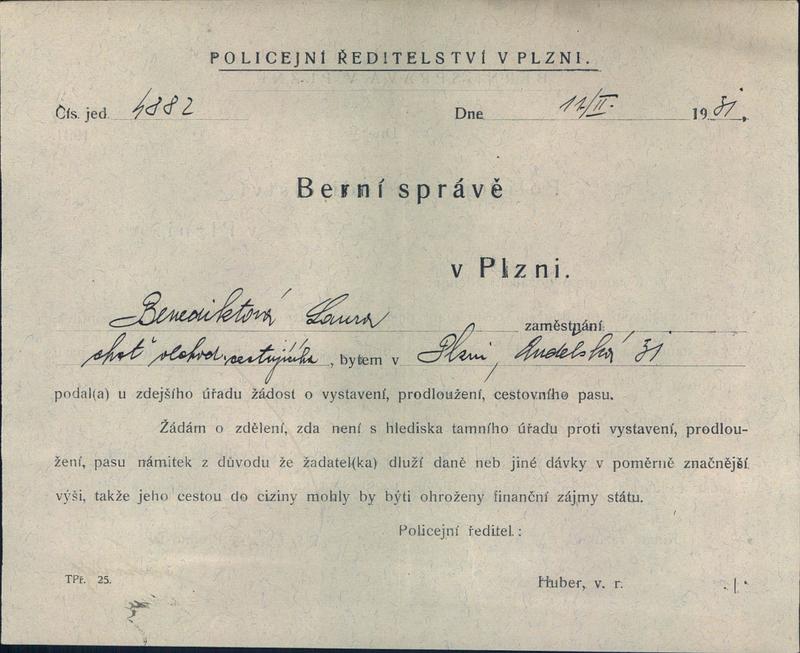 POLICEJNÍ ŘEDITELSTVÍ V PLZNI.
Čís. jed. 4882 Dne 12/II. 1931.
Berní správě
v Plzni.
Benediktová Laura zaměstnání
choť obchod. cestujícího, bytem v Plzni, Andělská 31
podal(a) u zdejšího úřadu žádost o vystavení, prodloužení, cestovního pasu.
Žádám o zdělení, zda není s hlediska tamního úřadu proti vystavení, prodlou-
žení, pasu námitek z důvodu že žadatel(ka) dluží daně neb jiné dávky v poměrně značnější
výši, takže jeho cestou do ciziny mohly by býti ohroženy finanční zájmy státu.
Policejní ředitel:
TPř. 25. Huber, v. r.